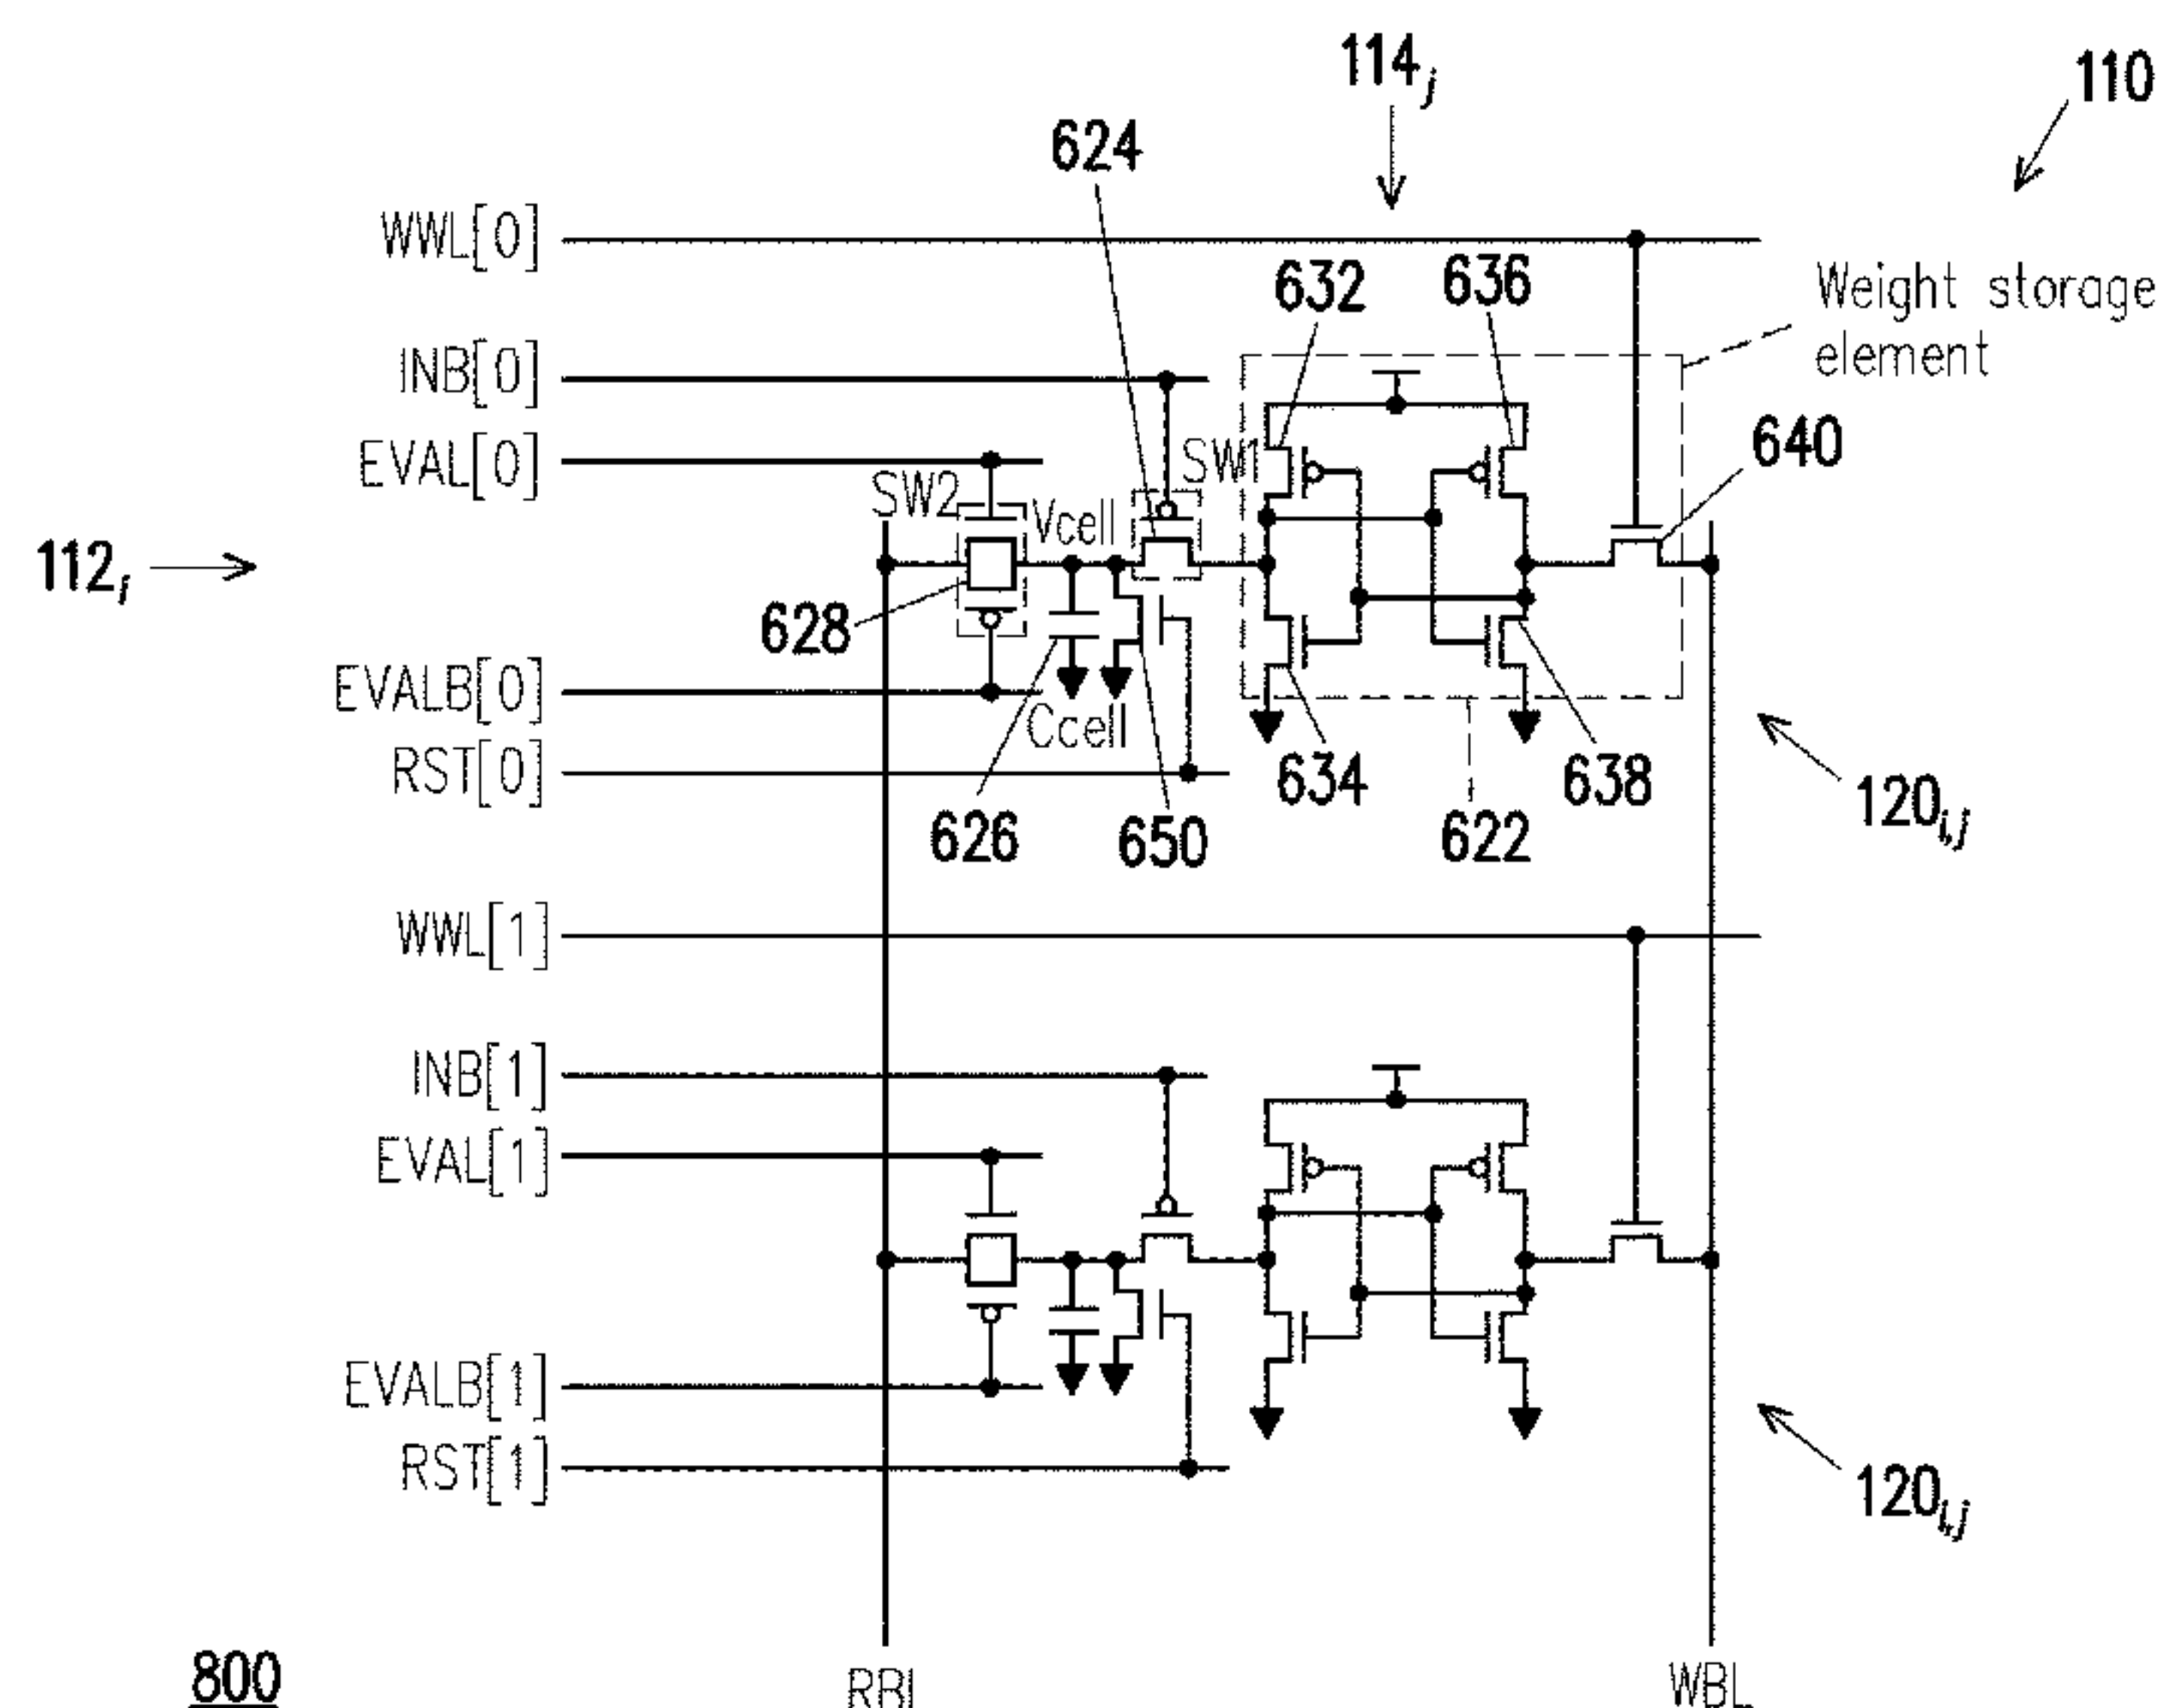 114j
110
624
WWL[0]
632
636
Weight storage
element
INB[0]
640
EVAL[0]
SW1
SW2
Vcell
112i
628
EVALB[0]
Ccell
RST[0]
634
638
120i,j
626
650
622
WWL[1]
INB[1]
EVAL[1]
EVALB[1]
RST[1]
120i,j
800
RBL
WBL